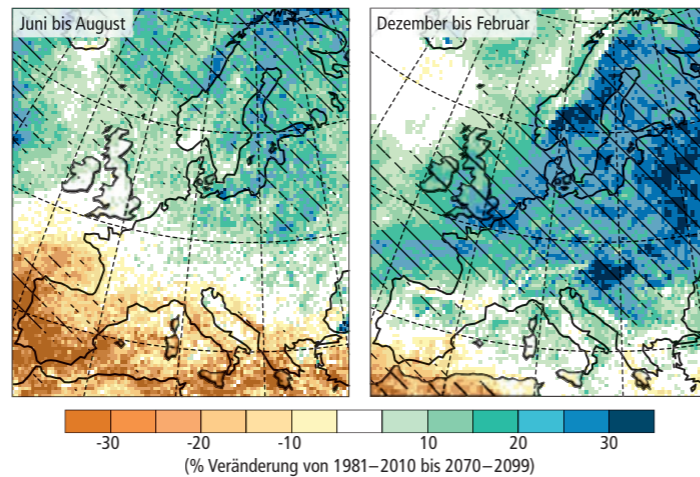 Juni bis August
Dezember bis Februar
-30 -20 -10 10 20 30
(% Veränderung von 1981–2010 bis 2070–2099)